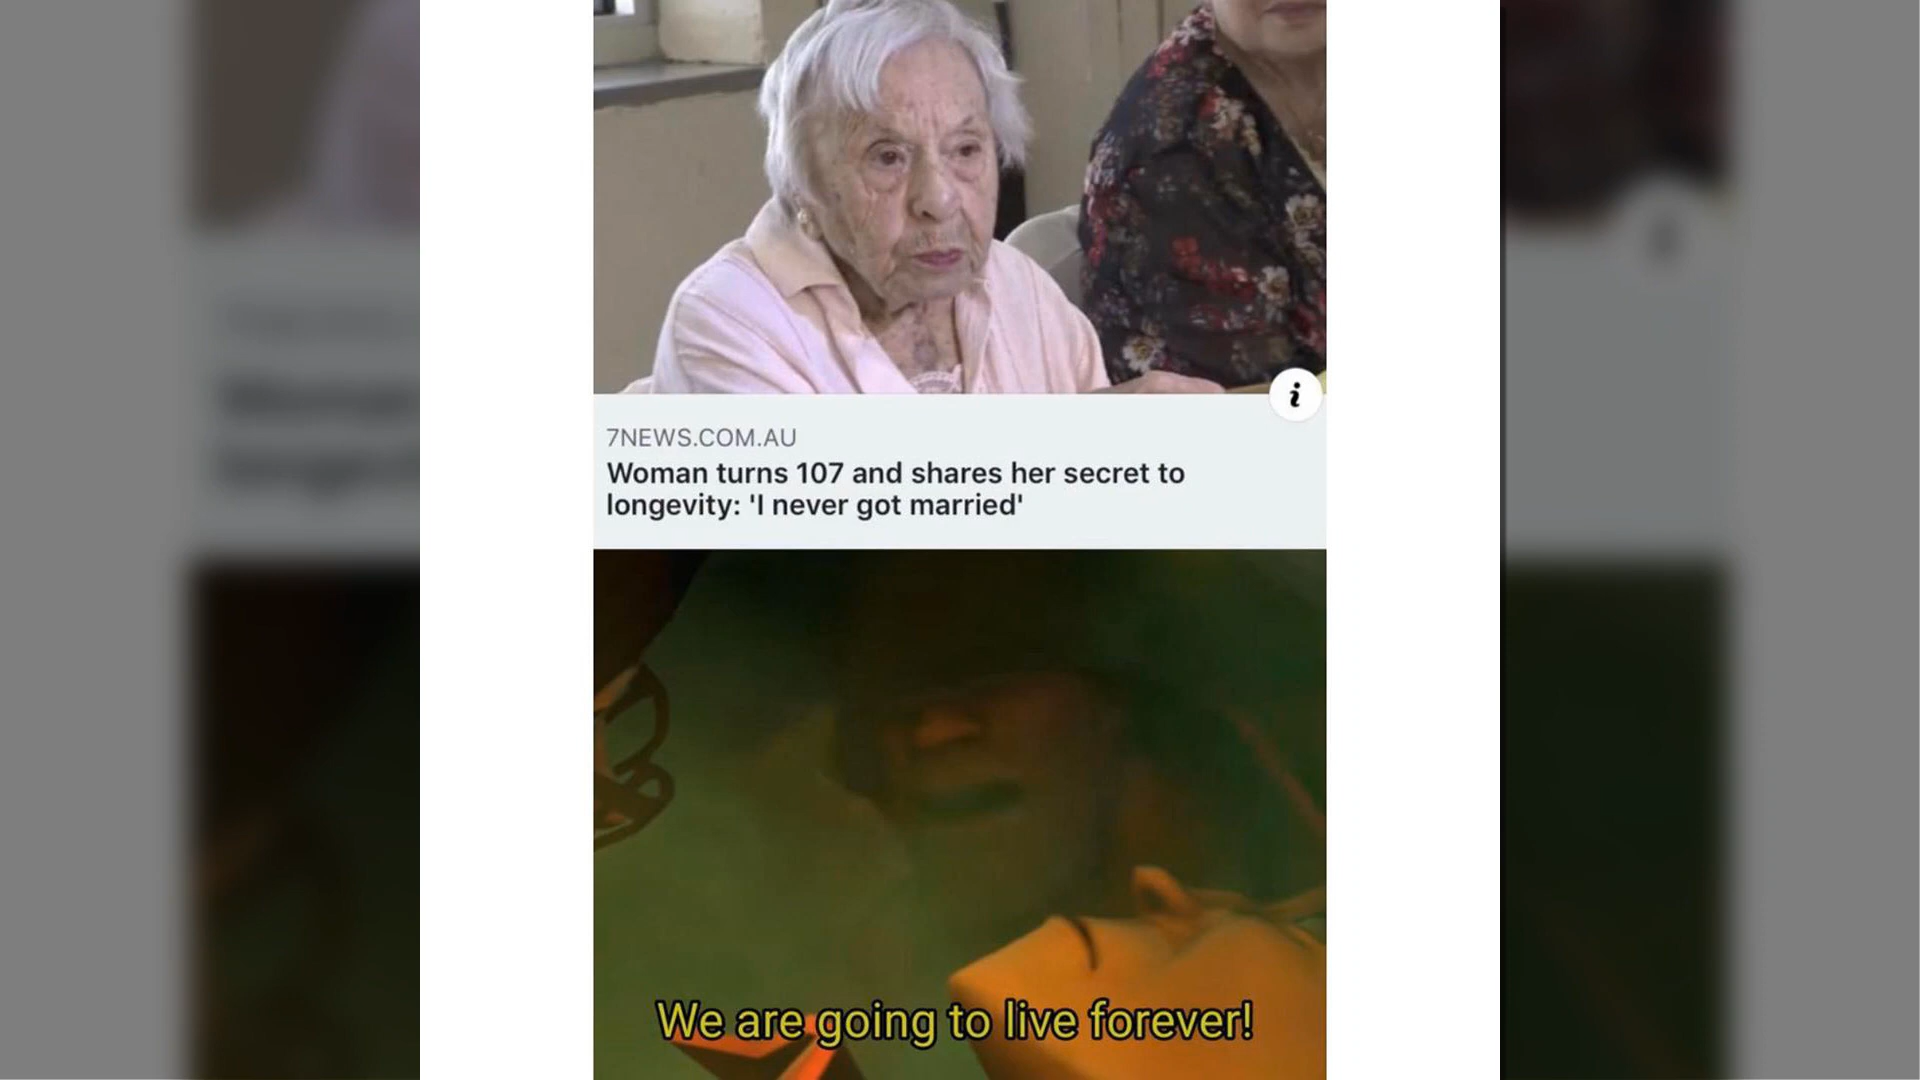 7NEWS.COM.AU
Woman turns 107 and shares her secret to
longevity: 'I never got married'
We are going to live forever!